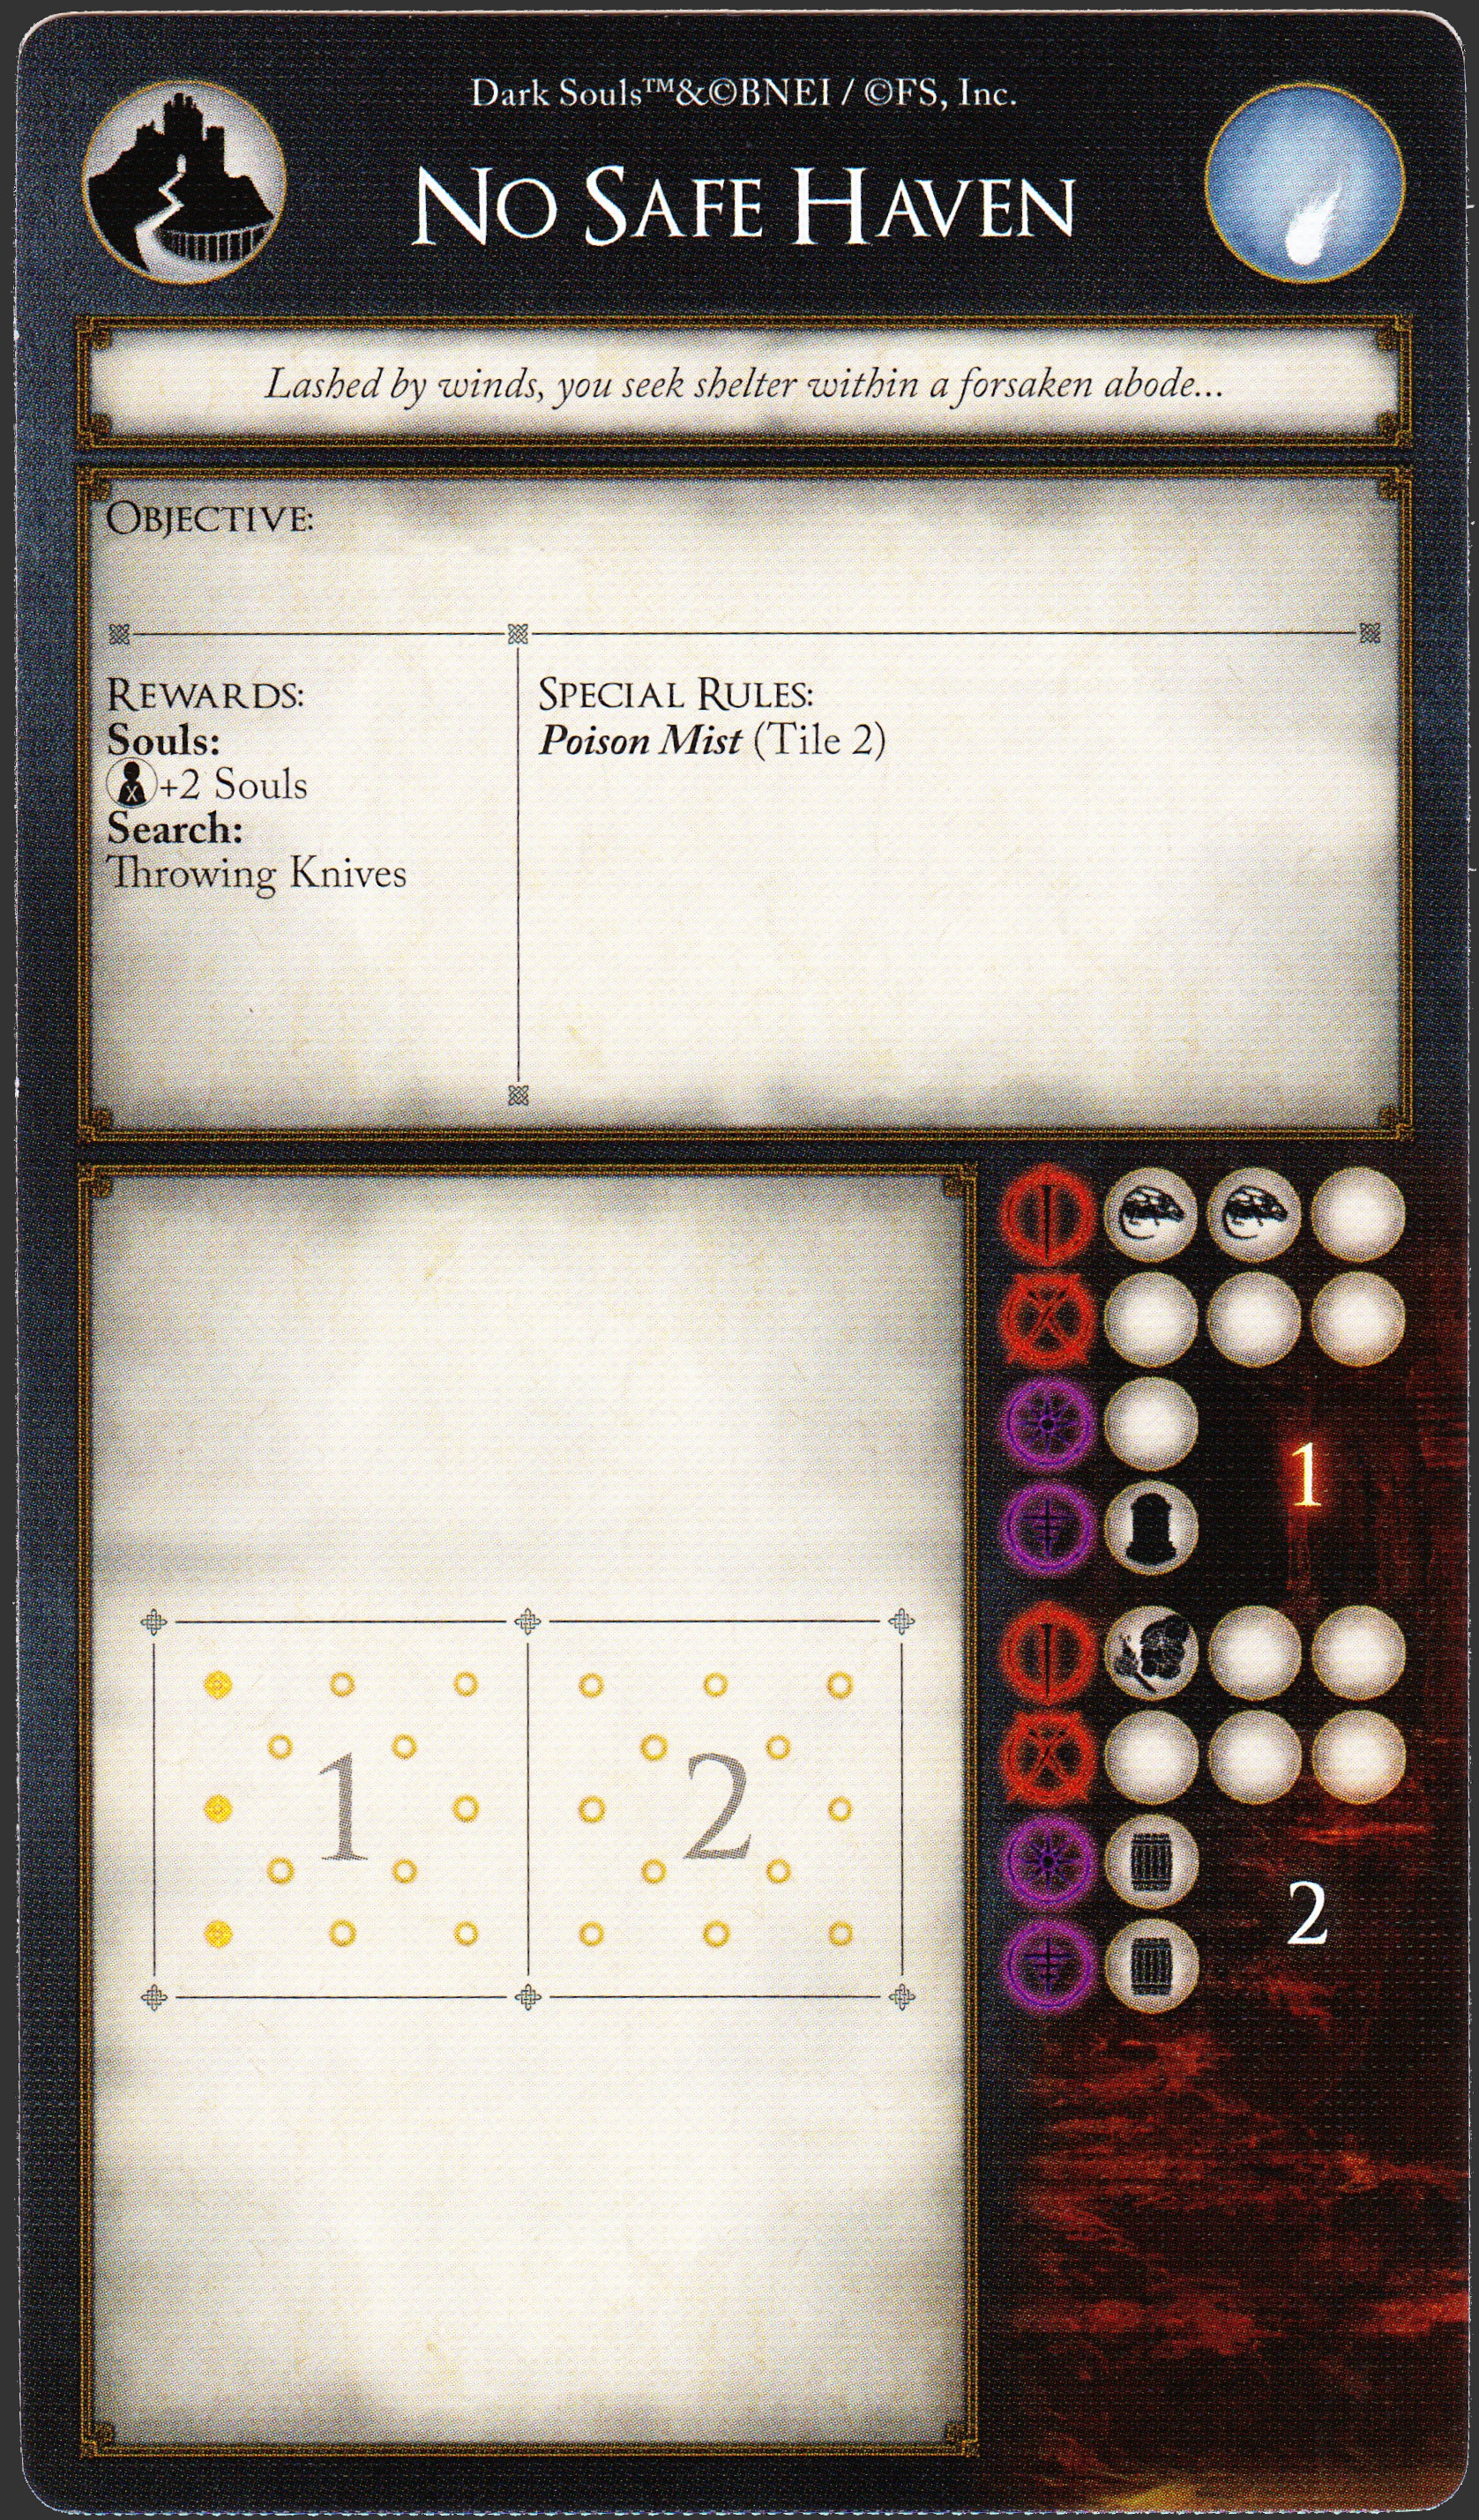 Dark Souls™&©BNEI / ©FS, Inc.
No Safe Haven
Lashed by winds, you seek shelter within a forsaken abode...
Objective:
Rewards:
Souls:
X +2 Souls
Search:
Throwing Knives
Special Rules:
Poison Mist (Tile 2)
1
2
1
2